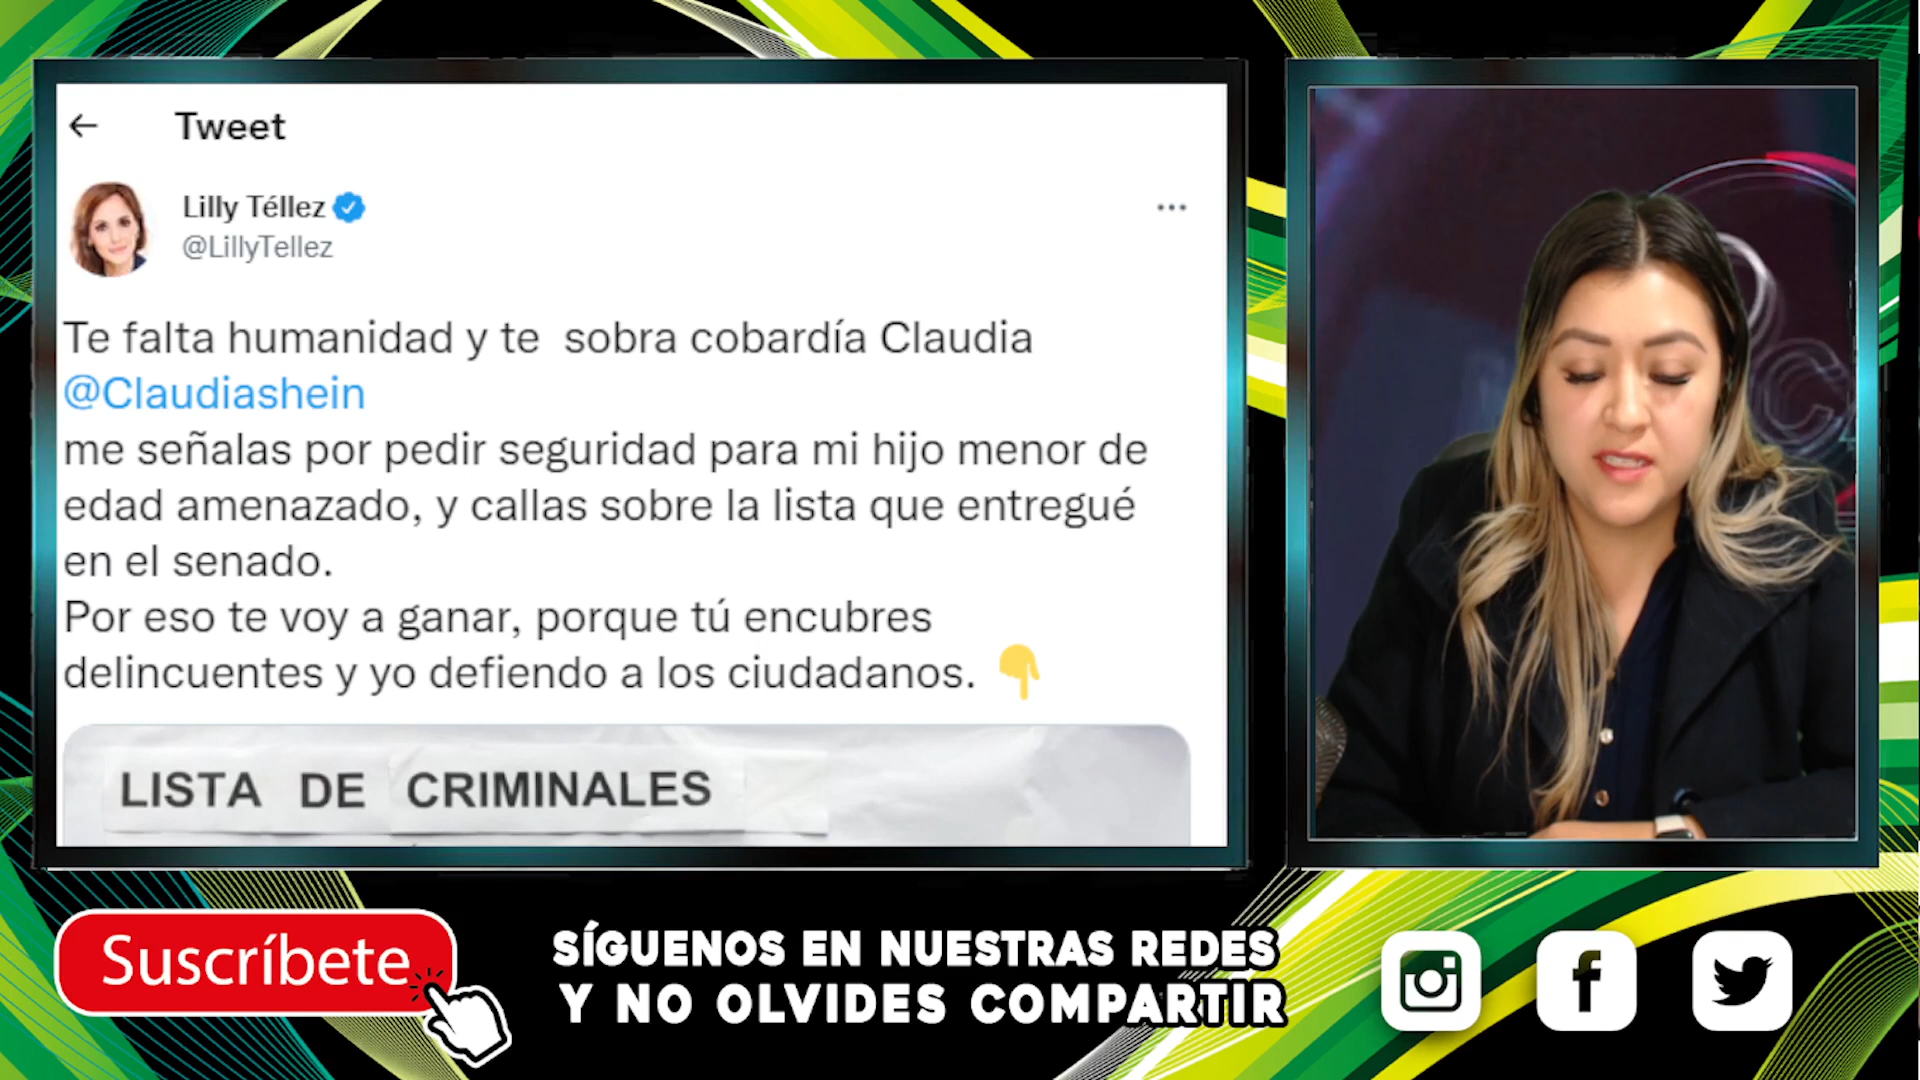 Tweet
Lilly Téllez
@LillyTellez
Te falta humanidad y te sobra cobardía Claudia
@Claudiashein
me señalas por pedir seguridad para mi hijo menor de
edad amenazado, y callas sobre la lista que entregué
en el senado.
Por eso te voy a ganar, porque tú encubres
delincuentes y yo defiendo a los ciudadanos.
LISTA DE CRIMINALES
Suscríbete
SÍGUENOS EN NUESTRAS REDES
Y NO OLVIDES COMPARTIR